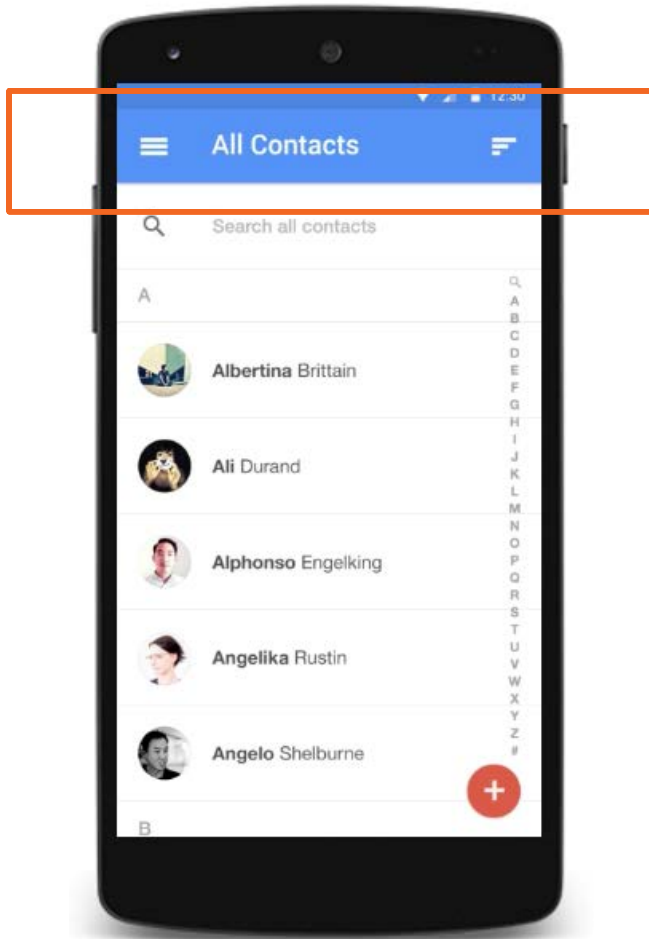 12:30
All Contacts
Search all contacts
A
Albertina Brittain
Ali Durand
Alphonso Engelking
Angelika Rustin
Angelo Shelburne
B
A
B
C
D
E
F
G
H
I
J
K
L
M
N
O
P
Q
R
S
T
U
V
W
X
Y
Z
#